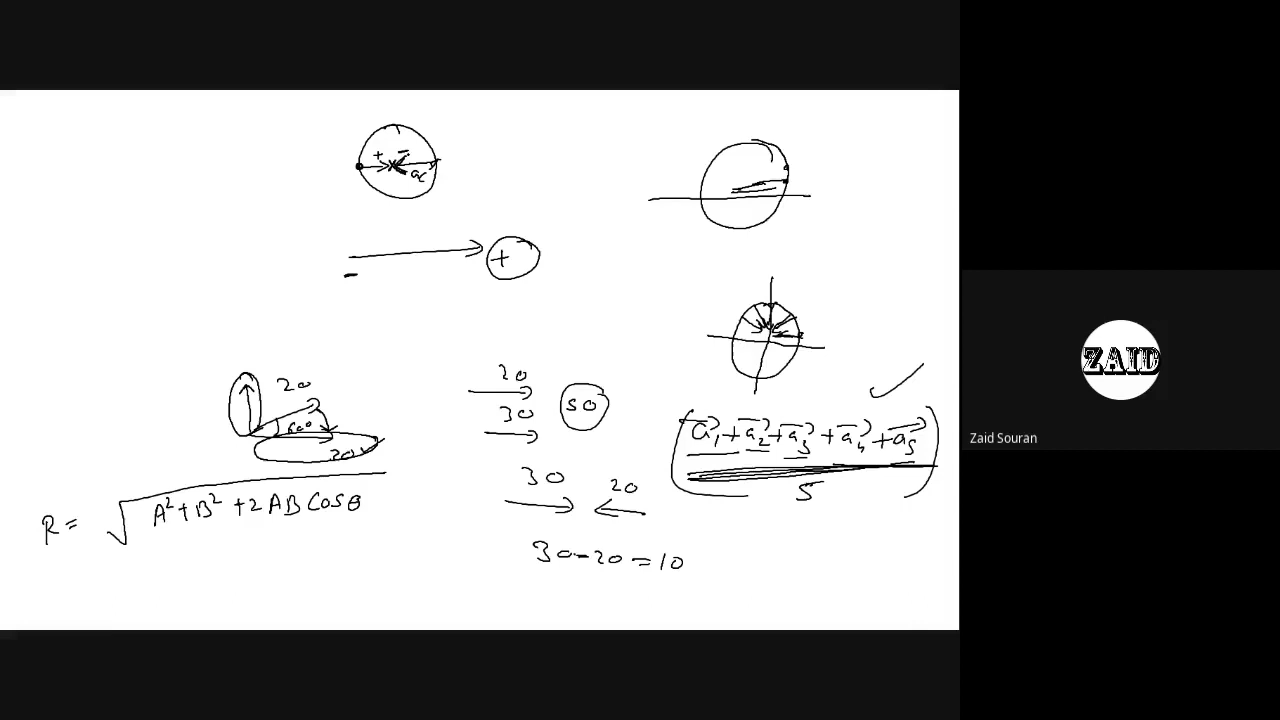 + -
ac
+
-
20
60°
20
R = √A²+B²+2AB Cosθ
20
30
50
30 20
30-20=10
a₁+a₂+a₃+a₄+a₅
5
ZAID
Zaid Souran